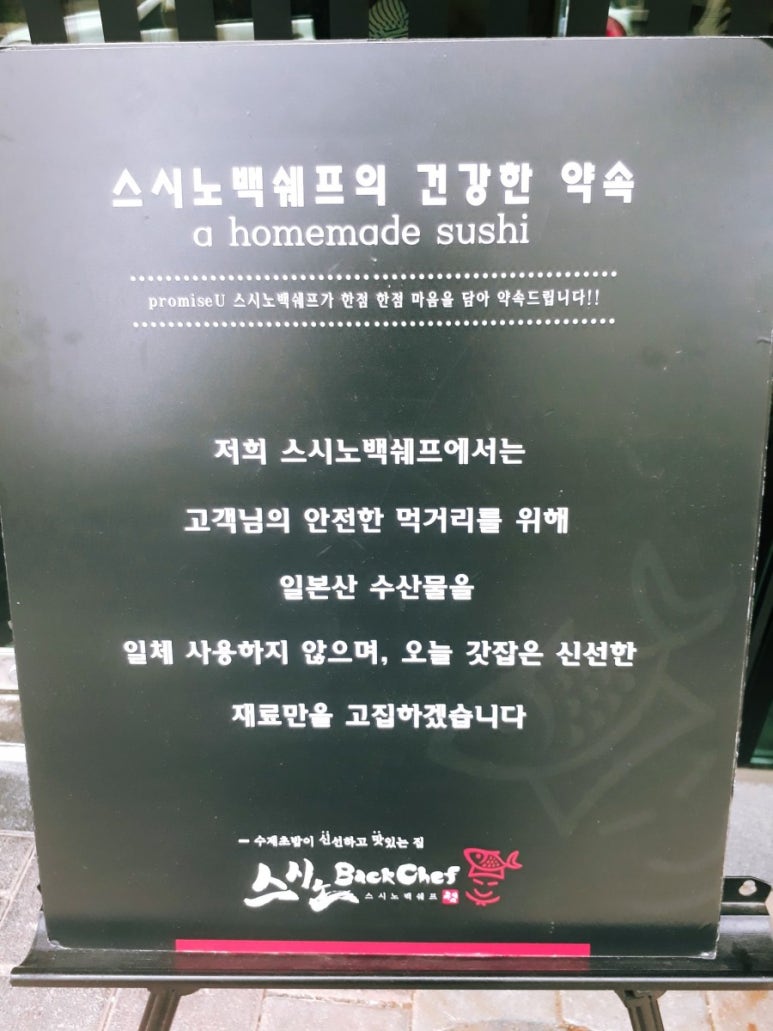 스시노백쉐프의 건강한 약속
a homemade sushi
promiseU 스시노백쉐프가 한점 한점 마음을 담아 약속드립니다!!
저희 스시노백쉐프에서는
고객님의 안전한 먹거리를 위해
일본산 수산물을
일체 사용하지 않으며, 오늘 갓잡은 신선한
재료만을 고집하겠습니다
수제초밥이 신선하고 맛있는 집
스시노 BackChef
스시노백쉐프